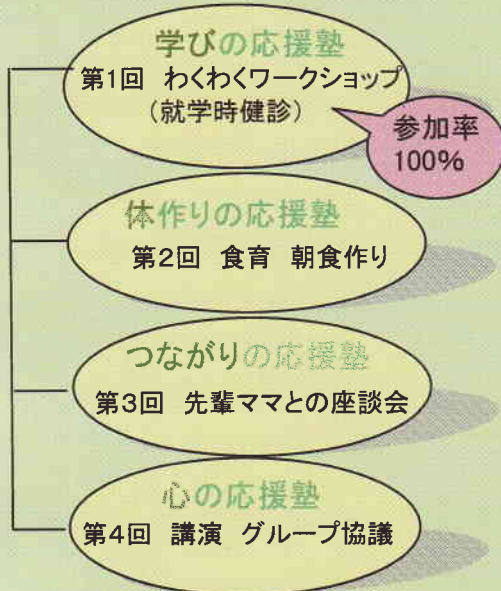 学びの応援塾
第1回 わくわくワークショップ
(就学時健診)
参加率
100%
体作りの応援塾
第2回 食育 朝食作り
つながりの応援塾
第3回 先輩ママとの座談会
心の応援塾
第4回 講演 グループ協議